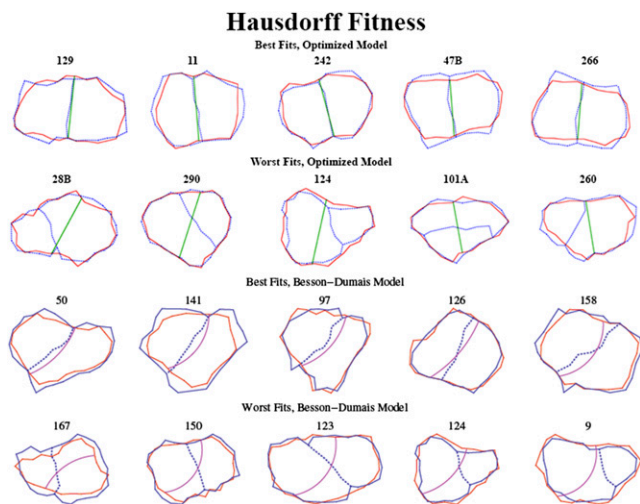 Hausdorff Fitness
Best Fits, Optimized Model
129 11 242 47B 266
Worst Fits, Optimized Model
28B 290 124 101A 260
Best Fits, Besson-Dumais Model
50 141 97 126 158
Worst Fits, Besson-Dumais Model
167 150 123 124 9